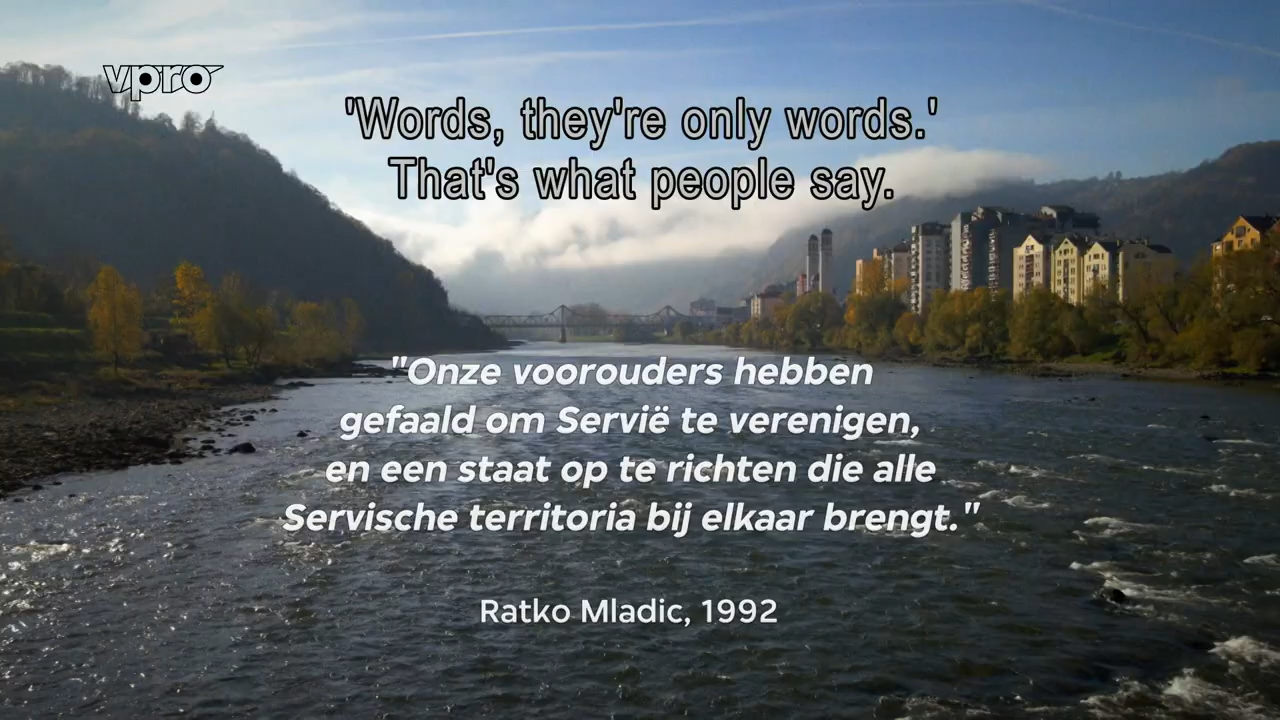 vpro
'Words, they're only words.'
That's what people say.
"Onze voorouders hebben
gefaald om Servië te verenigen,
en een staat op te richten die alle
Servische territoria bij elkaar brengt."
Ratko Mladic, 1992